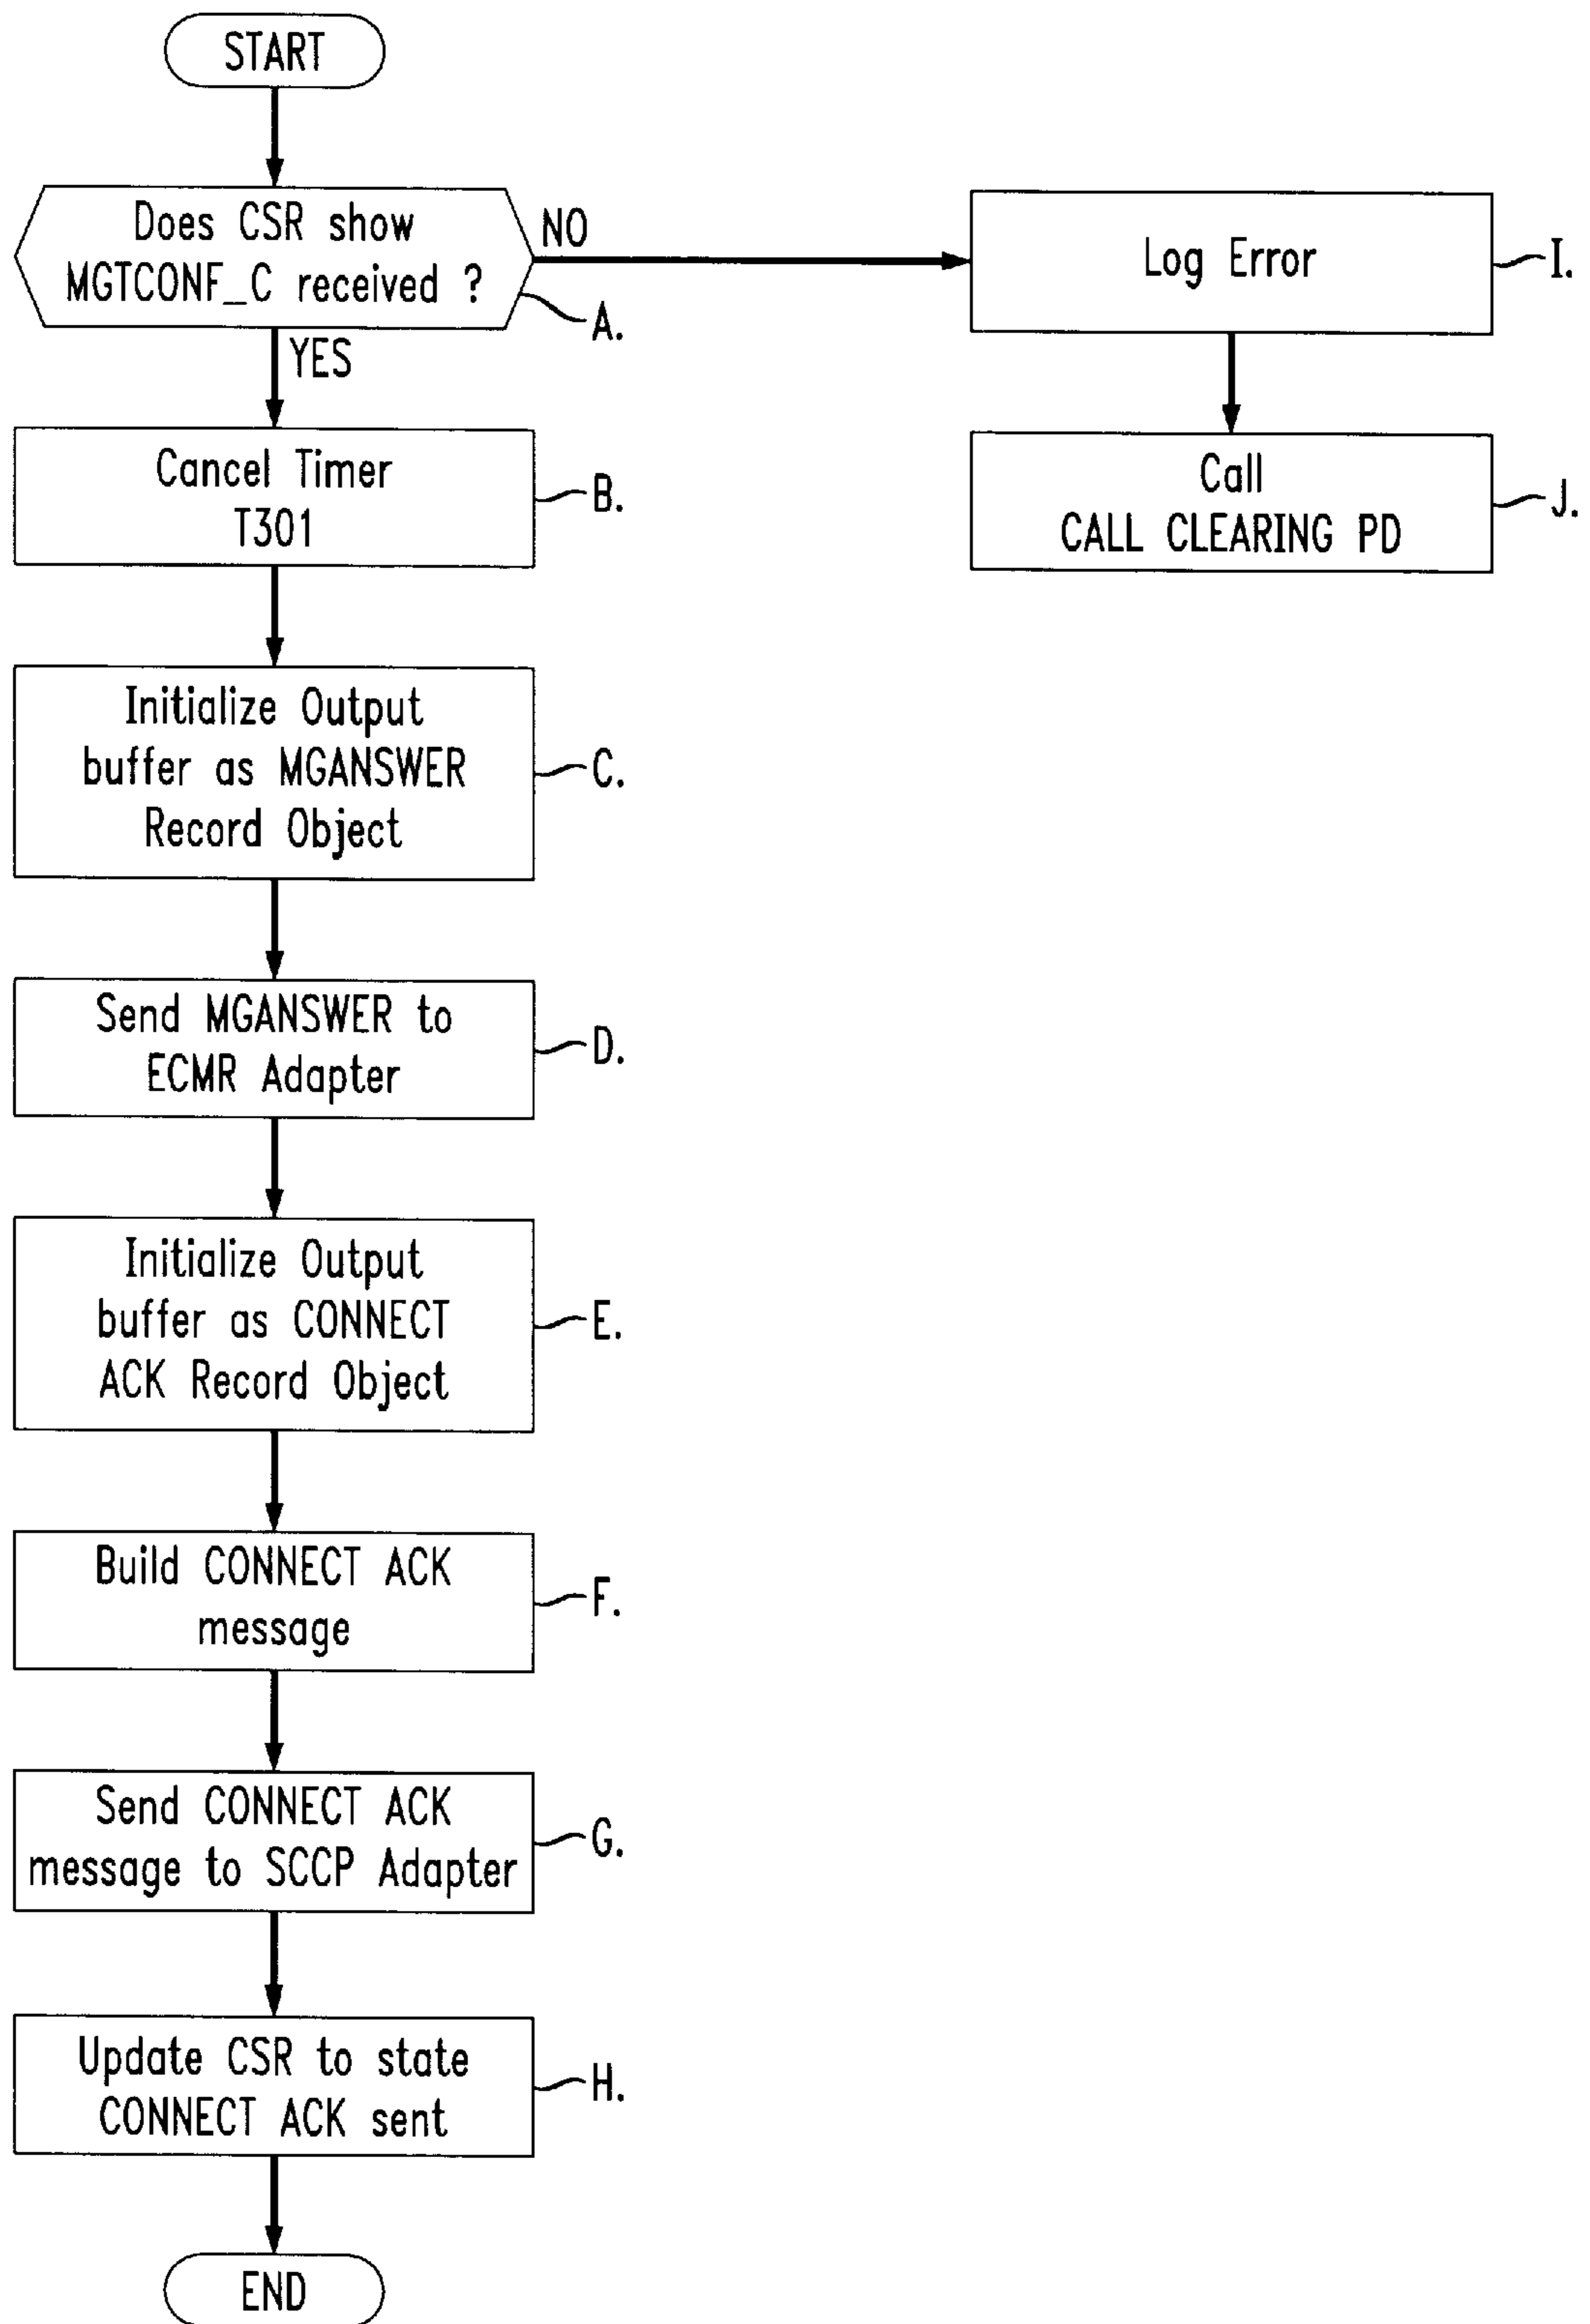 START
Does CSR show
MGTCONF_C received ?
A.
NO
YES
Log Error
I.
Call
CALL CLEARING PD
J.
Cancel Timer
T301
B.
Initialize Output
buffer as MGANSWER
Record Object
C.
Send MGANSWER to
ECMR Adapter
D.
Initialize Output
buffer as CONNECT
ACK Record Object
E.
Build CONNECT ACK
message
F.
Send CONNECT ACK
message to SCCP Adapter
G.
Update CSR to state
CONNECT ACK sent
H.
END